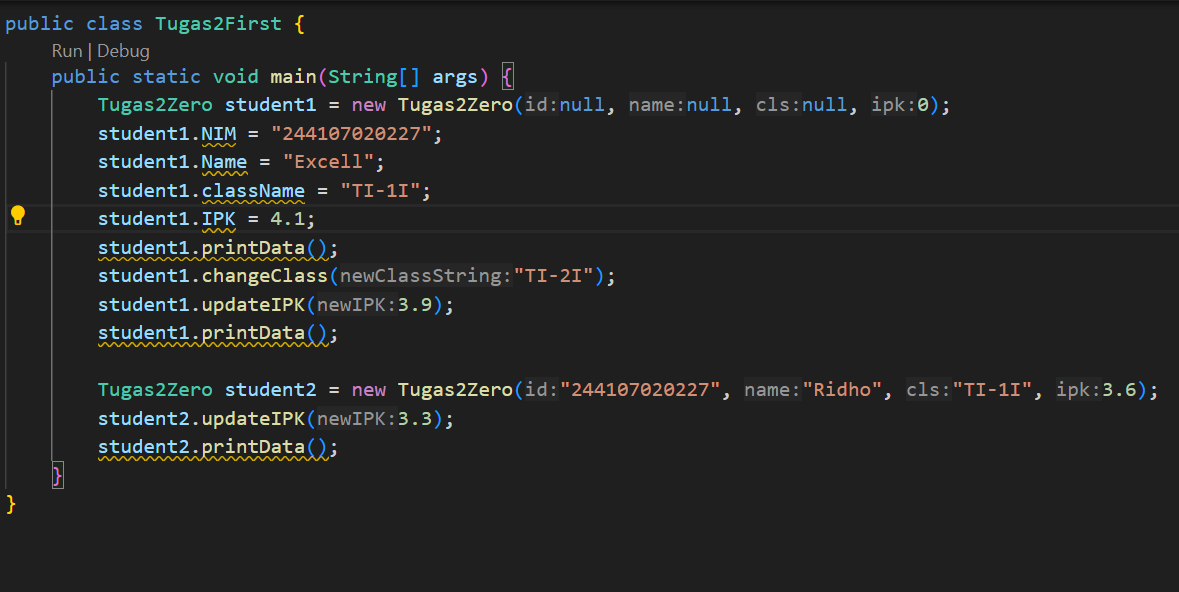 public class Tugas2First {
Run | Debug
public static void main(String[] args) {
Tugas2Zero student1 = new Tugas2Zero(id:null, name:null, cls:null, ipk:0);
student1.NIM = "244107020227";
student1.Name = "Excell";
student1.className = "TI-1I";
student1.IPK = 4.1;
student1.printData();
student1.changeClass(newClassString:"TI-2I");
student1.updateIPK(newIPK:3.9);
student1.printData();
Tugas2Zero student2 = new Tugas2Zero(id:"244107020227", name:"Ridho", cls:"TI-1I", ipk:3.6);
student2.updateIPK(newIPK:3.3);
student2.printData();
}
}